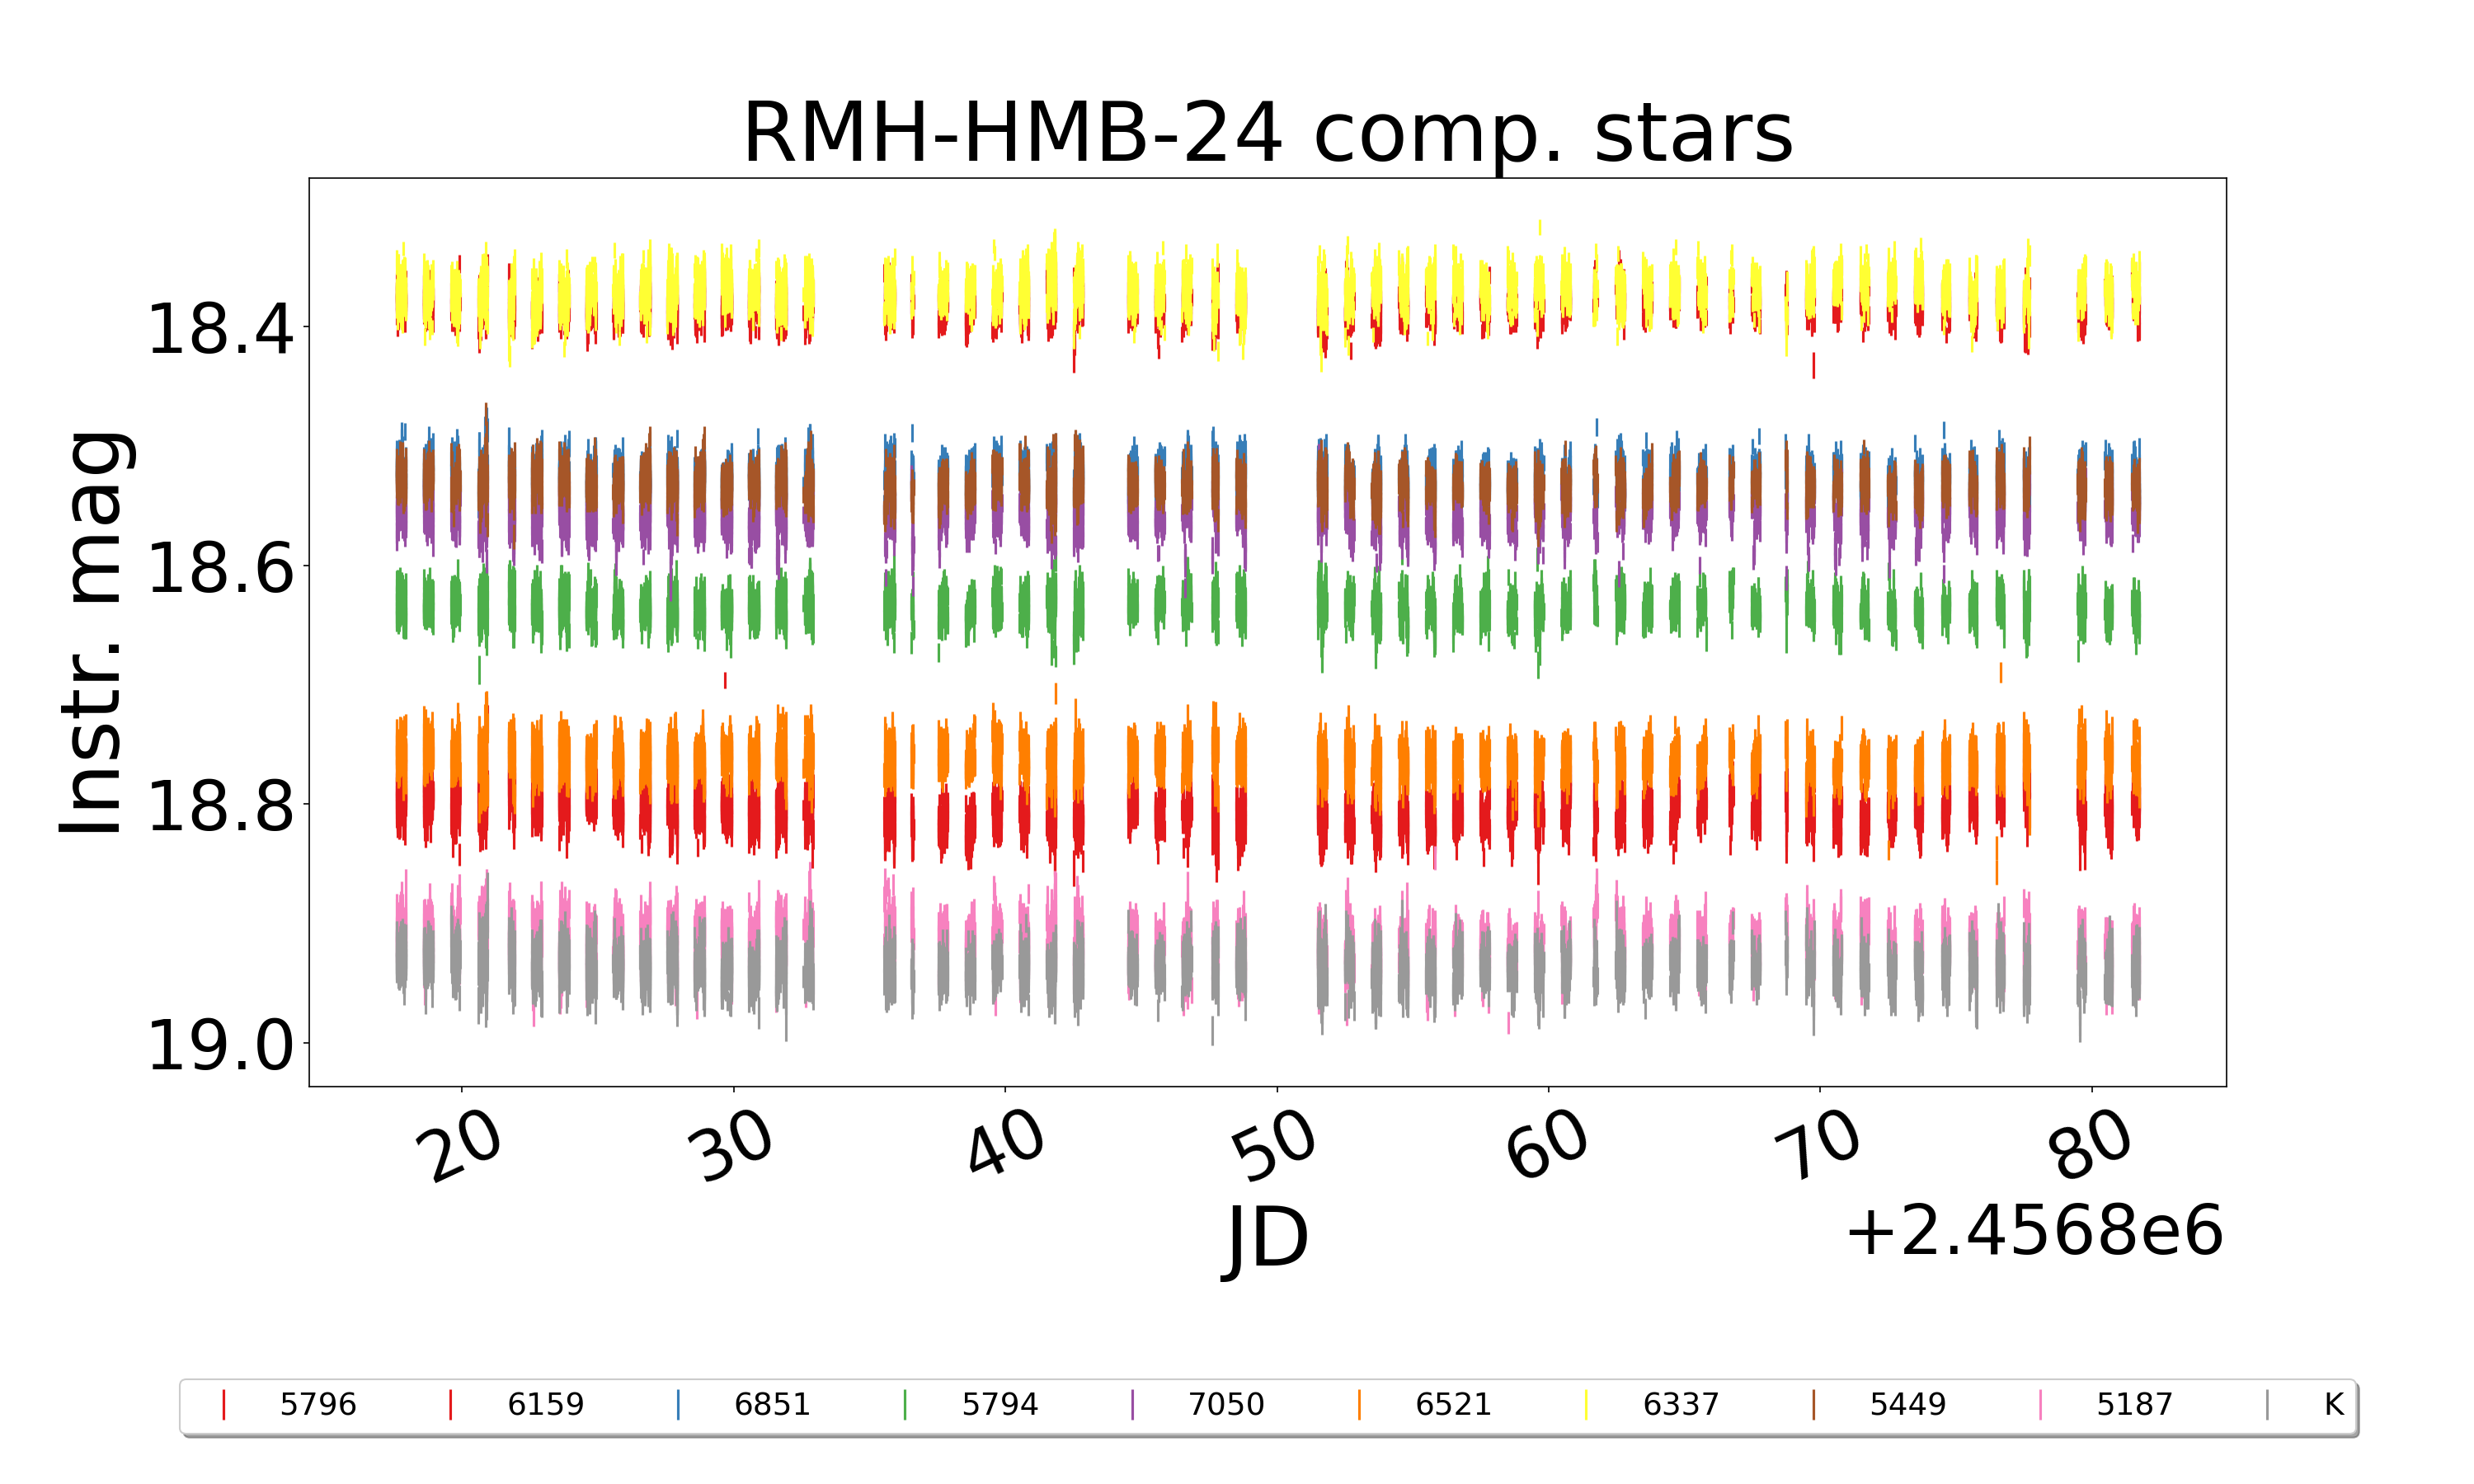 RMH-HMB-24 comp. stars
Instr. mag
18.4
18.6
18.8
19.0
20 30 40 50 60 70 80
JD
+2.4568e6
5796 6159 6851 5794 7050 6521 6337 5449 5187 K